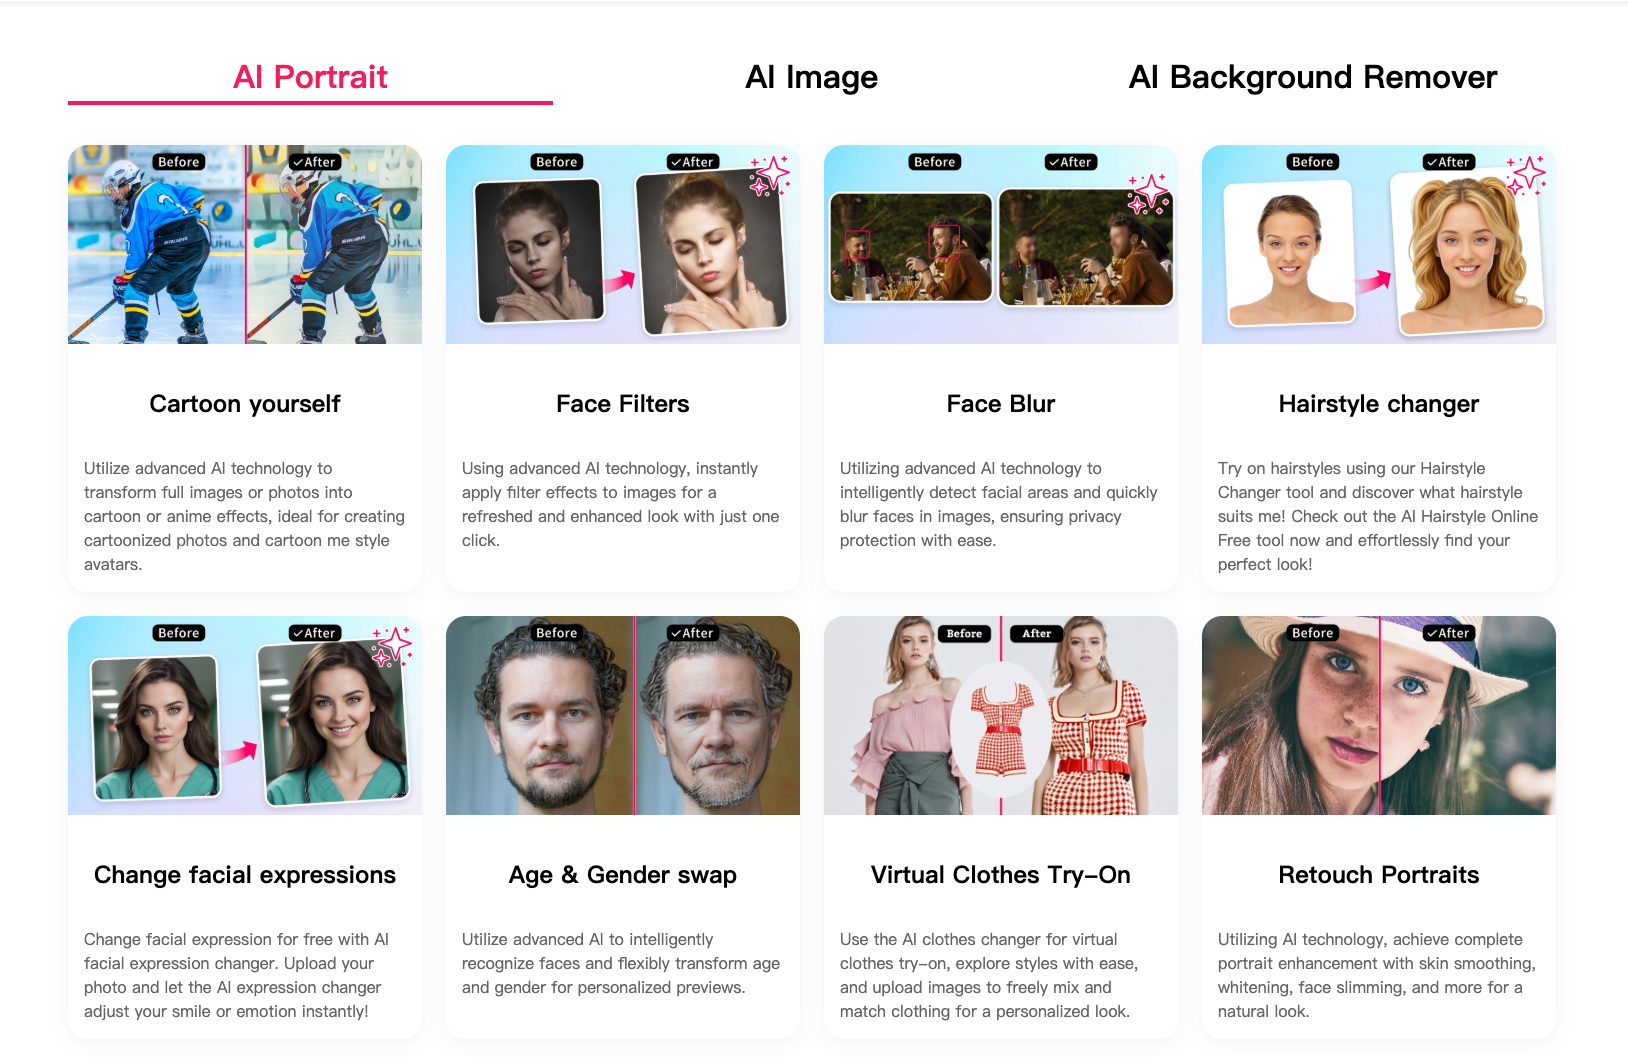 AI Portrait
AI Image
AI Background Remover
Before
✓After
Before
✓After
Before
✓After
Before
✓After
Cartoon yourself
Utilize advanced AI technology to
transform full images or photos into
cartoon or anime effects, ideal for creating
cartoonized photos and cartoon me style
avatars.
Face Filters
Using advanced AI technology, instantly
apply filter effects to images for a
refreshed and enhanced look with just one
click.
Face Blur
Utilizing advanced AI technology to
intelligently detect facial areas and quickly
blur faces in images, ensuring privacy
protection with ease.
Hairstyle changer
Try on hairstyles using our Hairstyle
Changer tool and discover what hairstyle
suits me! Check out the AI Hairstyle Online
Free tool now and effortlessly find your
perfect look!
Before
✓After
Before
✓After
Before
After
Before
✓After
Change facial expressions
Change facial expression for free with AI
facial expression changer. Upload your
photo and let the AI expression changer
adjust your smile or emotion instantly!
Age & Gender swap
Utilize advanced AI to intelligently
recognize faces and flexibly transform age
and gender for personalized previews.
Virtual Clothes Try-On
Use the AI clothes changer for virtual
clothes try-on, explore styles with ease,
and upload images to freely mix and
match clothing for a personalized look.
Retouch Portraits
Utilizing AI technology, achieve complete
portrait enhancement with skin smoothing,
whitening, face slimming, and more for a
natural look.